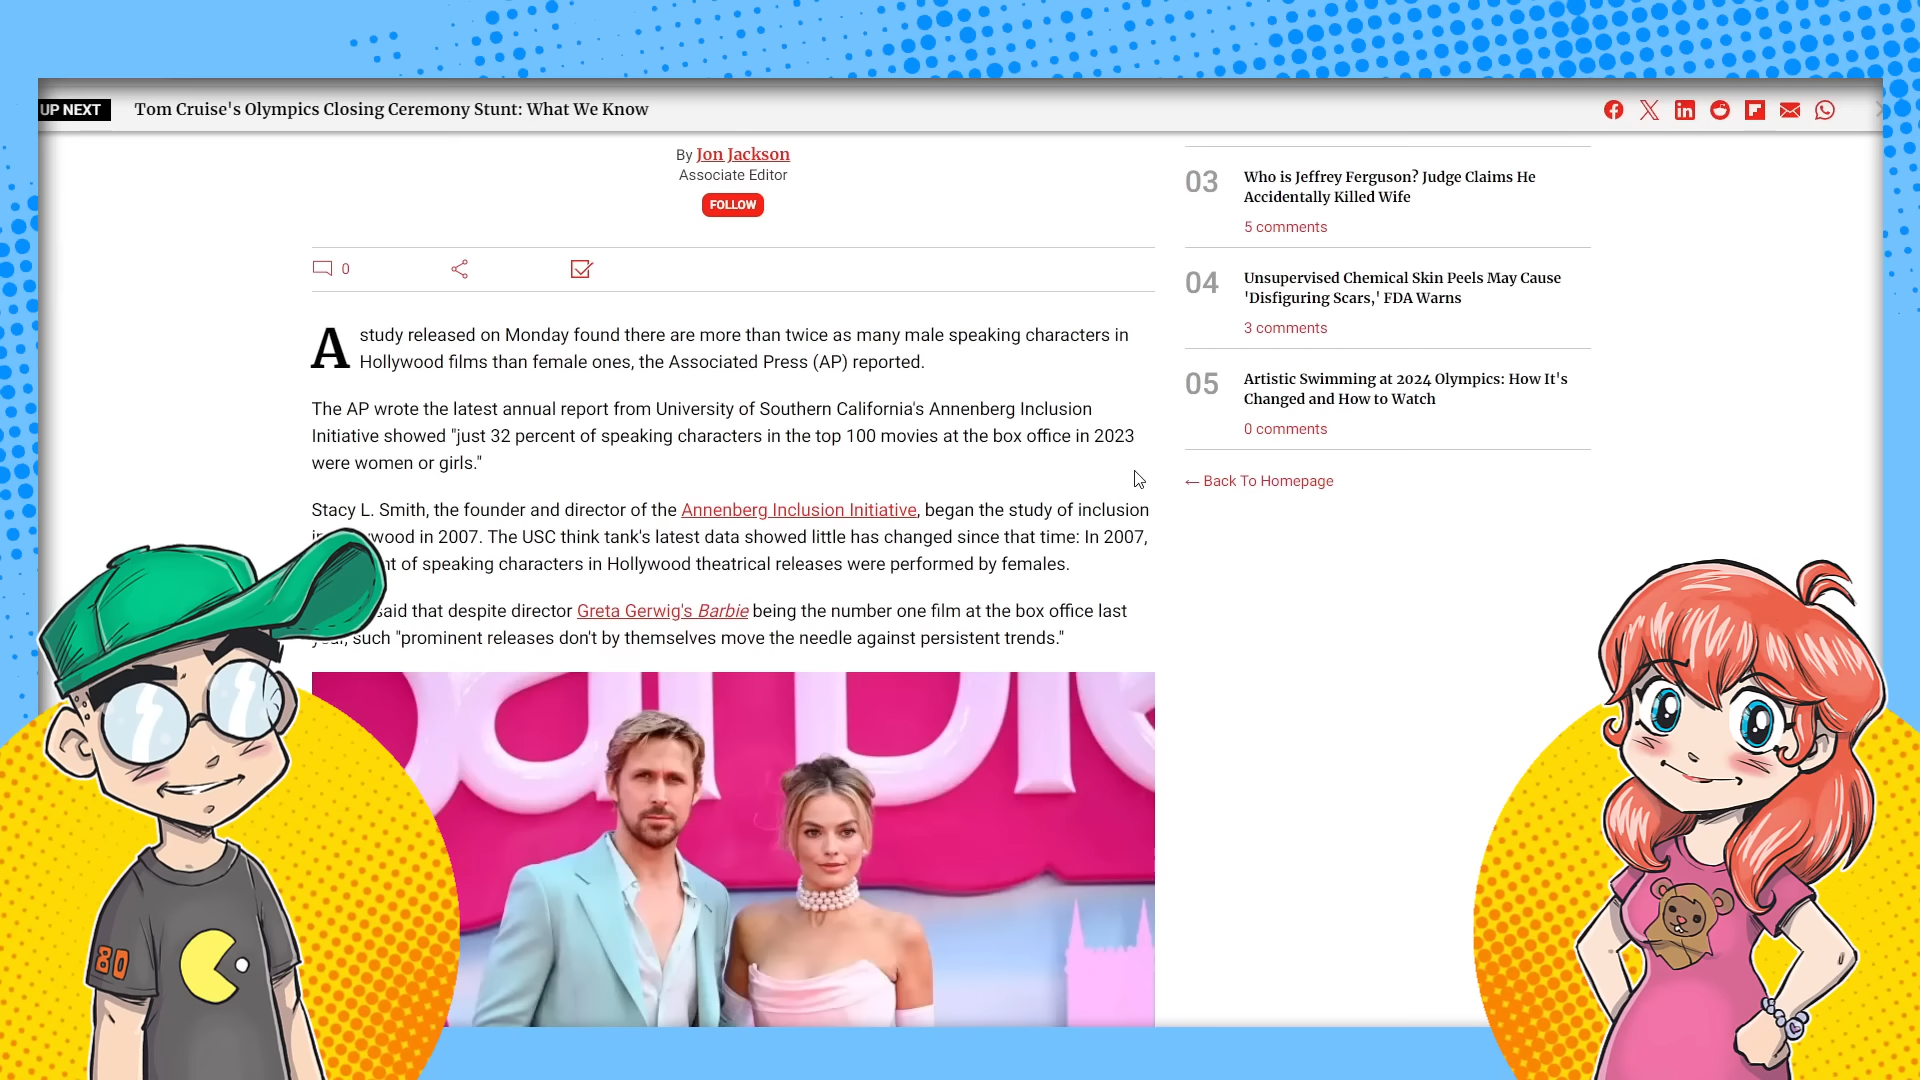 UP NEXT Tom Cruise's Olympics Closing Ceremony Stunt: What We Know
By Jon Jackson
Associate Editor
FOLLOW
0
A study released on Monday found there are more than twice as many male speaking characters in
Hollywood films than female ones, the Associated Press (AP) reported.
The AP wrote the latest annual report from University of Southern California's Annenberg Inclusion
Initiative showed "just 32 percent of speaking characters in the top 100 movies at the box office in 2023
were women or girls."
Stacy L. Smith, the founder and director of the Annenberg Inclusion Initiative, began the study of inclusion
wood in 2007. The USC think tank's latest data showed little has changed since that time: In 2007,
nt of speaking characters in Hollywood theatrical releases were performed by females.
said that despite director Greta Gerwig's Barbie being the number one film at the box office last
such "prominent releases don't by themselves move the needle against persistent trends."
03 Who is Jeffrey Ferguson? Judge Claims He
Accidentally Killed Wife
5 comments
04 Unsupervised Chemical Skin Peels May Cause
'Disfiguring Scars,' FDA Warns
3 comments
05 Artistic Swimming at 2024 Olympics: How It's
Changed and How to Watch
0 comments
← Back To Homepage
arbie
80